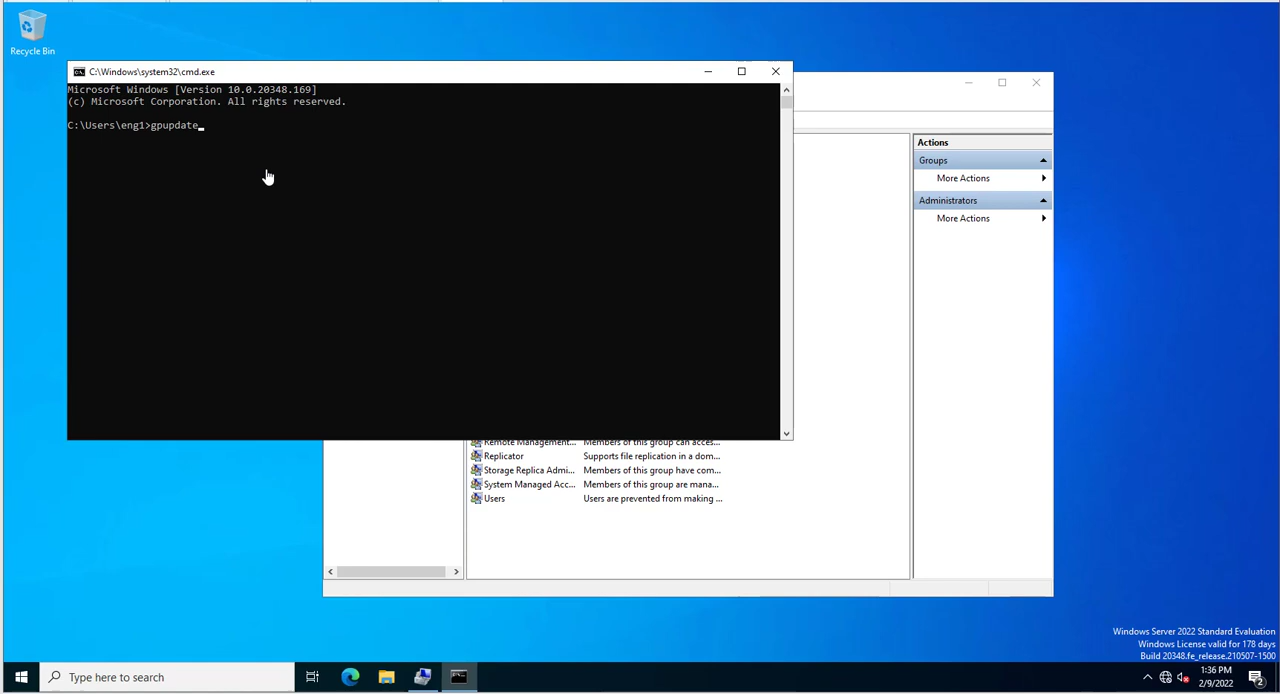 Recycle Bin
C:\Windows\system32\cmd.exe
Microsoft Windows [Version 10.0.20348.169]
(c) Microsoft Corporation. All rights reserved.
C:\Users\eng1>gpupdate_
Actions
Groups
More Actions
Administrators
More Actions
Remote Management... Members of this group can acces...
Replicator Supports file replication in a dom...
Storage Replica Admi... Members of this group have com...
System Managed Acc... Members of this group are mana...
Users Users are prevented from making ...
Windows Server 2022 Standard Evaluation
Windows License valid for 178 days
Build 20348.fe_release.210507-1500
Type here to search
1:36 PM
2/9/2022
2